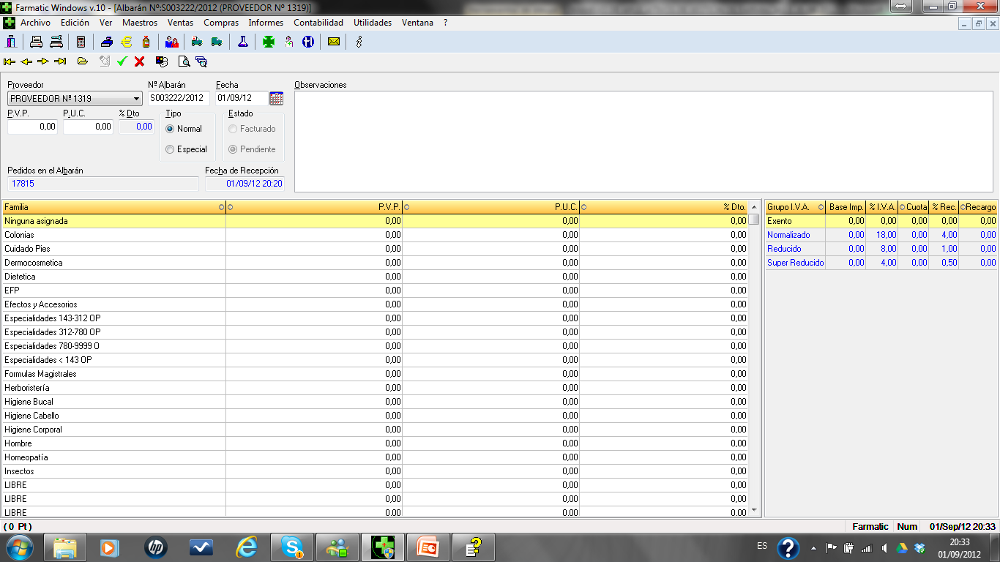 Farmatic Windows v.10 - [Albarán Nº:S003222/2012 (PROVEEDOR Nº 1319)]
Archivo Edición Ver Maestros Ventas Compras Informes Contabilidad Utilidades Ventana ?
Proveedor Nº Albarán Fecha Observaciones
PROVEEDOR Nº 1319 S003222/2012 01/09/12
P.V.P. P.U.C. % Dto Tipo Estado
0,00 0,00 0,00 Normal Facturado
Especial Pendiente
Pedidos en el Albarán Fecha de Recepción
17815 01/09/12 20:20
Familia P.V.P. P.U.C. % Dto. Grupo I.V.A. Base Imp. % I.V.A. Cuota % Rec. Recargo
Ninguna asignada 0,00 0,00 0,00 Exento 0,00 0,00 0,00 0,00 0,00
Colonias 0,00 0,00 0,00 Normalizado 0,00 18,00 0,00 4,00 0,00
Cuidado Pies 0,00 0,00 0,00 Reducido 0,00 8,00 0,00 1,00 0,00
Dermocosmetica 0,00 0,00 0,00 Super Reducido 0,00 4,00 0,00 0,50 0,00
Dietetica 0,00 0,00 0,00
EFP 0,00 0,00 0,00
Efectos y Accesorios 0,00 0,00 0,00
Especialidades 143-312 OP 0,00 0,00 0,00
Especialidades 312-780 OP 0,00 0,00 0,00
Especialidades 780-9999 O 0,00 0,00 0,00
Especialidades < 143 OP 0,00 0,00 0,00
Formulas Magistrales 0,00 0,00 0,00
Herboristería 0,00 0,00 0,00
Higiene Bucal 0,00 0,00 0,00
Higiene Cabello 0,00 0,00 0,00
Higiene Corporal 0,00 0,00 0,00
Hombre 0,00 0,00 0,00
Homeopatía 0,00 0,00 0,00
Insectos 0,00 0,00 0,00
LIBRE 0,00 0,00 0,00
LIBRE 0,00 0,00 0,00
LIBRE 0,00 0,00 0,00
( 0 Pt ) Farmatic Num 01/Sep/12 20:33
ES 20:33
01/09/2012